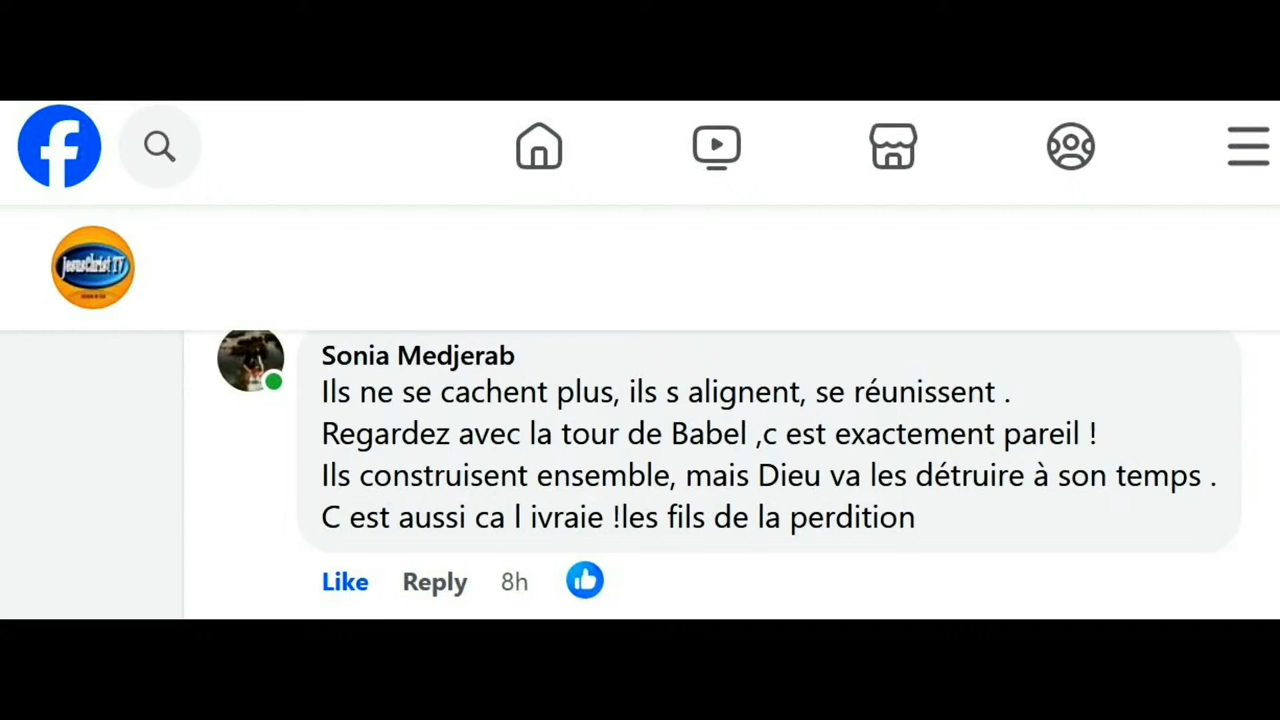 JesusChrist TV
Sonia Medjerab
Ils ne se cachent plus, ils s alignent, se réunissent .
Regardez avec la tour de Babel ,c est exactement pareil !
Ils construisent ensemble, mais Dieu va les détruire à son temps .
C est aussi ca l ivraie !les fils de la perdition
Like Reply 8h